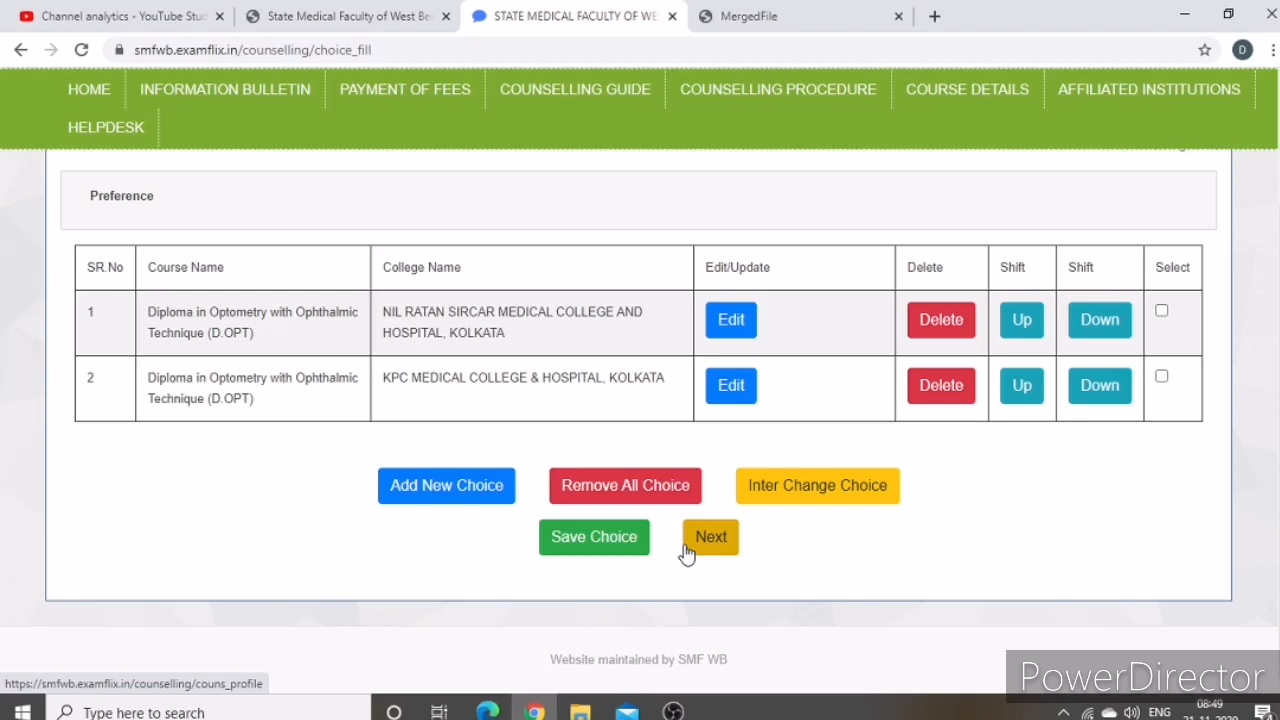 Channel analytics - YouTube Stud
State Medical Faculty of West Be
STATE MEDICAL FACULTY OF WE
MergedFile
smfwb.examflix.in/counselling/choice_fill
D
HOME INFORMATION BULLETIN PAYMENT OF FEES COUNSELLING GUIDE COUNSELLING PROCEDURE COURSE DETAILS AFFILIATED INSTITUTIONS
HELPDESK
Preference
SR.No Course Name College Name Edit/Update Delete Shift Shift Select
1 Diploma in Optometry with Ophthalmic NIL RATAN SIRCAR MEDICAL COLLEGE AND Edit Delete Up Down
Technique (D.OPT) HOSPITAL, KOLKATA
2 Diploma in Optometry with Ophthalmic KPC MEDICAL COLLEGE & HOSPITAL, KOLKATA Edit Delete Up Down
Technique (D.OPT)
Add New Choice Remove All Choice Inter Change Choice
Save Choice Next
Website maintained by SMF WB
https://smfwb.examflix.in/counselling/couns_profile
PowerDirector
Type here to search
ENG
08:49
21-11-2020